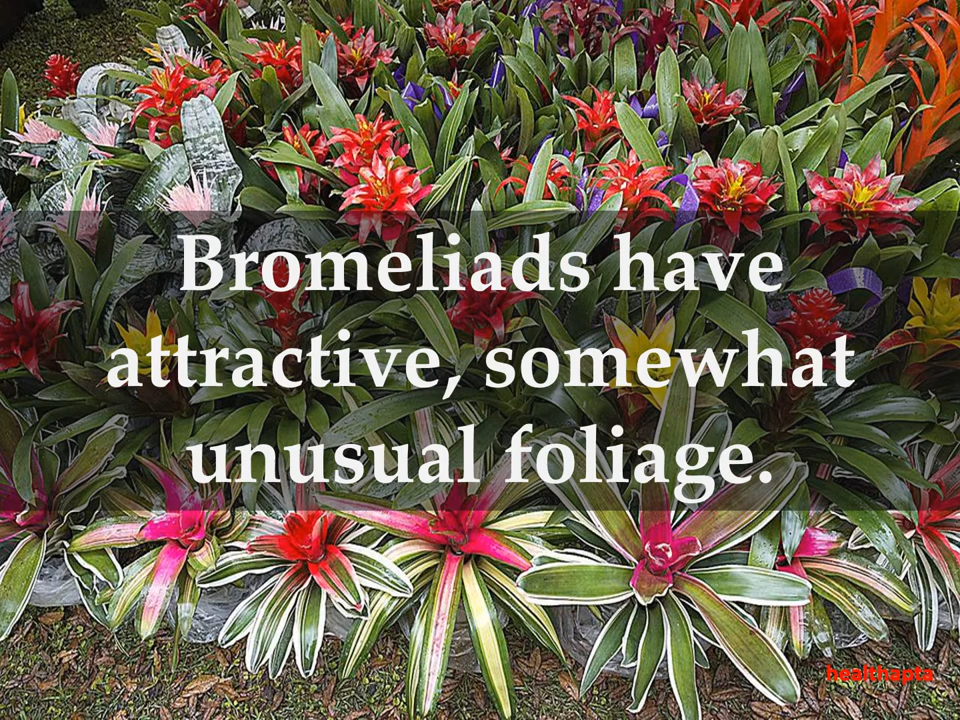 Bromeliads have
attractive, somewhat
unusual foliage.
healthapta